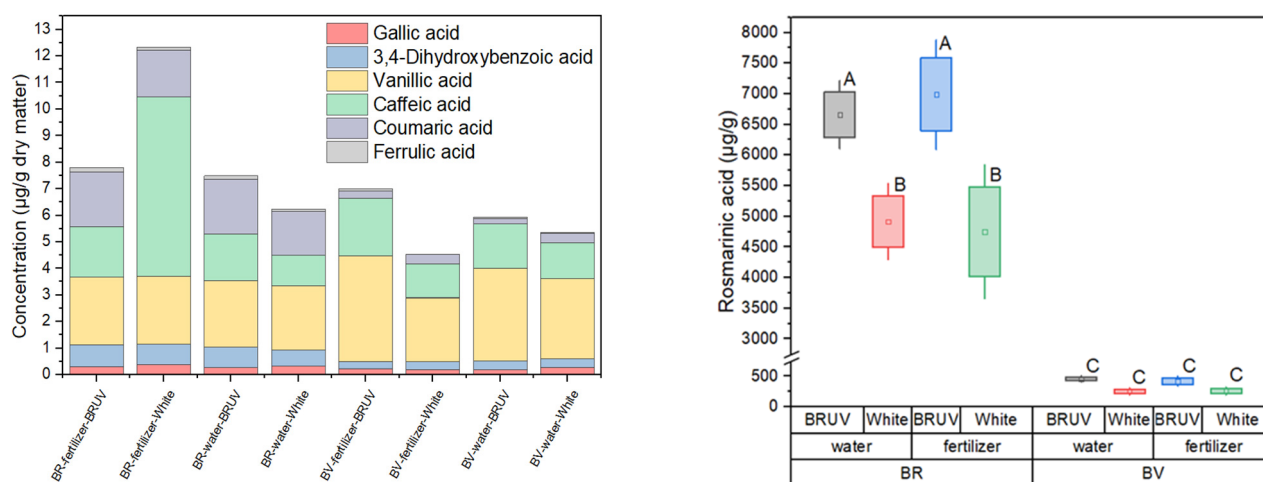 Concentration (µg/g dry matter)
13
12
11
10
9
8
7
6
5
4
3
2
1
0
Gallic acid
3,4-Dihydroxybenzoic acid
Vanillic acid
Caffeic acid
Coumaric acid
Ferrulic acid
BR-fertilizer-BRUV
BR-fertilizer-White
BR-water-BRUV
BR-water-White
BV-fertilizer-BRUV
BV-fertilizer-White
BV-water-BRUV
BV-water-White
Rosmarinic acid (µg/g)
8000
7500
7000
6500
6000
5500
5000
4500
4000
3500
3000
500
0
A
B
A
B
C
C
C
C
BRUV White BRUV White BRUV White BRUV White
water fertilizer water fertilizer
BR BV